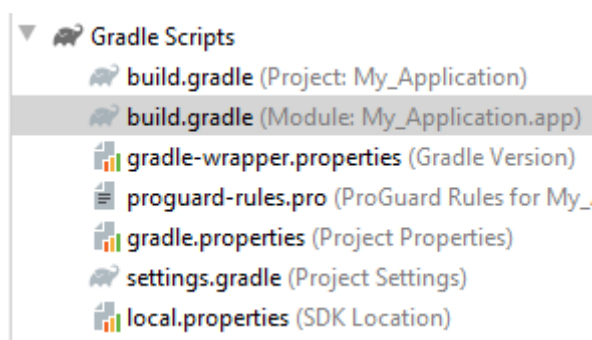 Gradle Scripts
build.gradle (Project: My_Application)
build.gradle (Module: My_Application.app)
gradle-wrapper.properties (Gradle Version)
proguard-rules.pro (ProGuard Rules for My_
gradle.properties (Project Properties)
settings.gradle (Project Settings)
local.properties (SDK Location)